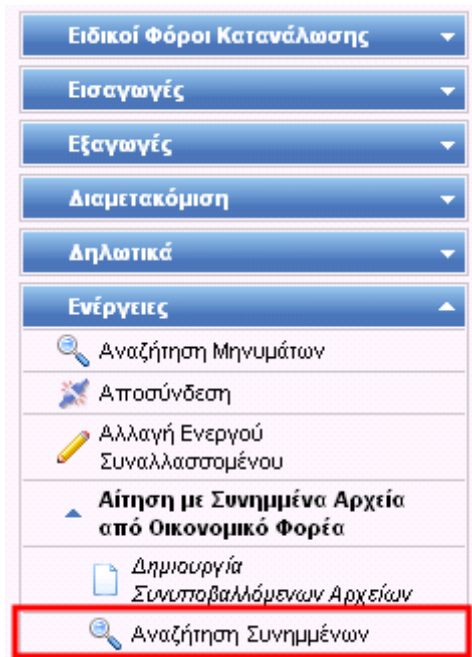 Ειδικοί Φόροι Κατανάλωσης
Εισαγωγές
Εξαγωγές
Διαμετακόμιση
Δηλωτικά
Ενέργειες
Αναζήτηση Μηνυμάτων
Αποσύνδεση
Αλλαγή Ενεργού
Συναλλασσομένου
Αίτηση με Συνημμένα Αρχεία
από Οικονομικό Φορέα
Δημιουργία
Συνυποβαλλόμενων Αρχείων
Αναζήτηση Συνημμένων